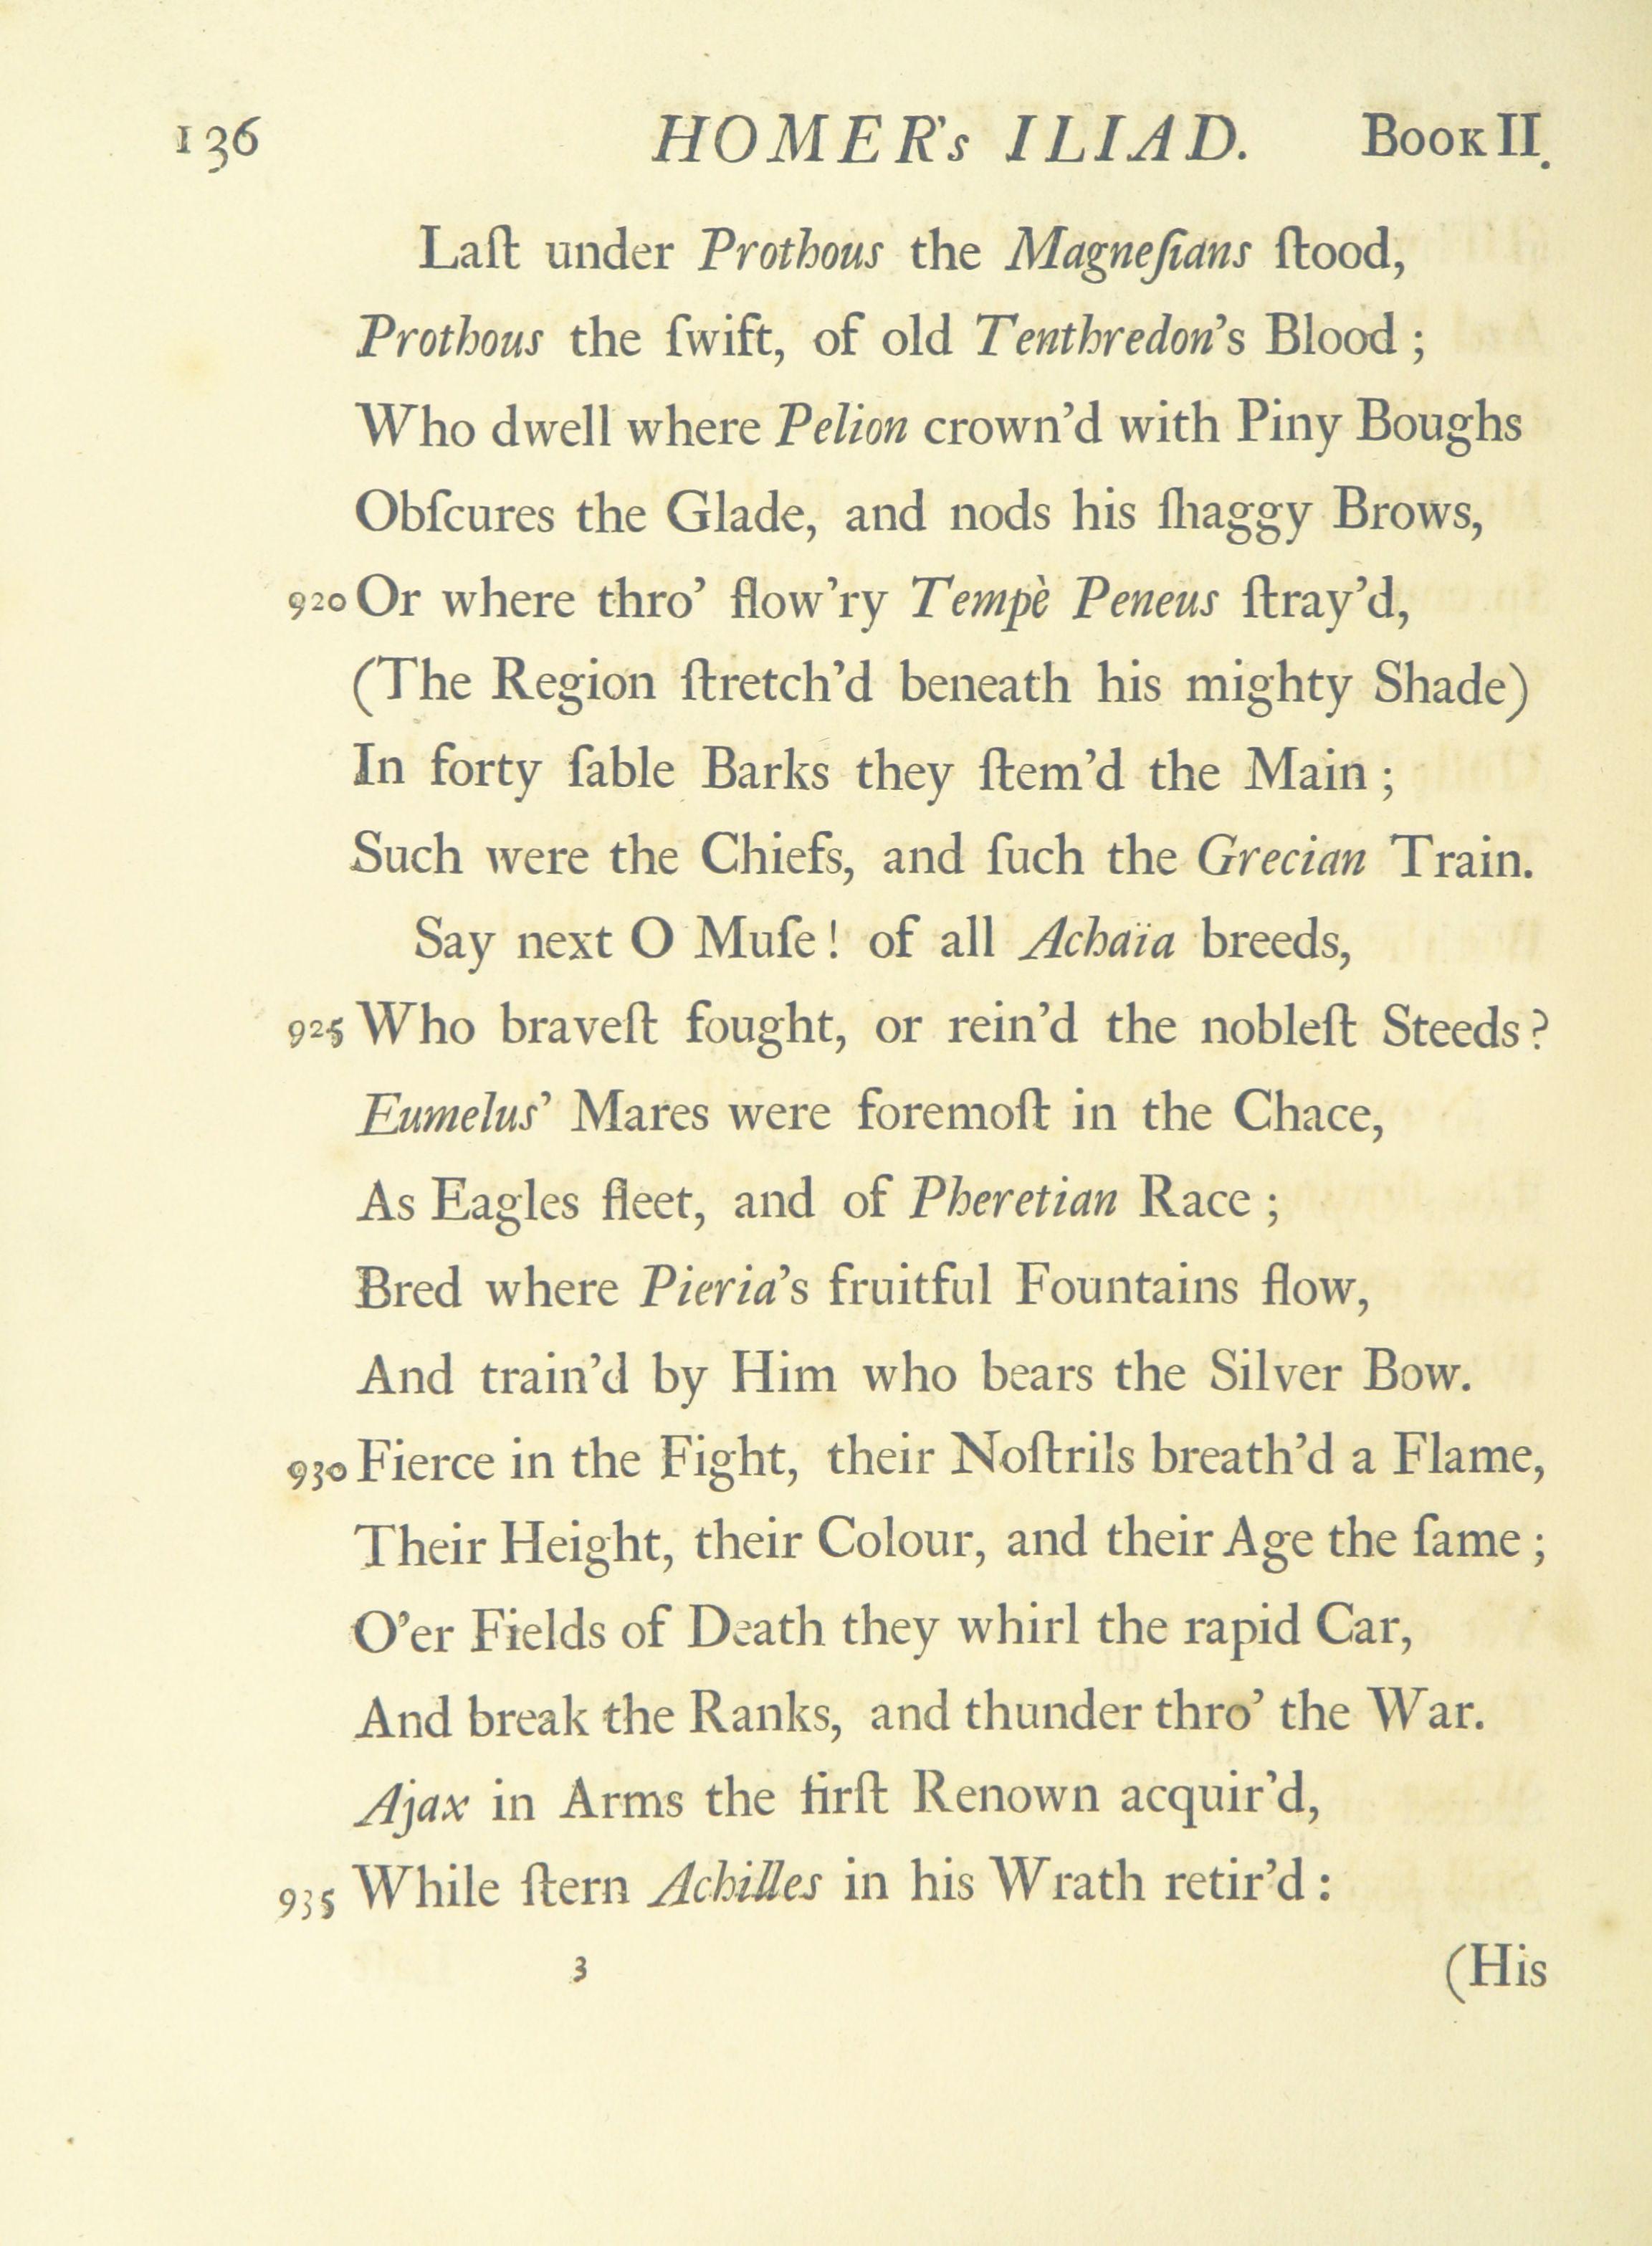 136 HOMER's ILIAD. BOOK II.
Laſt under Prothous the Magneſians ſtood,
Prothous the ſwift, of old Tenthredon's Blood ;
Who dwell where Pelion crown'd with Piny Boughs
Obſcures the Glade, and nods his ſhaggy Brows,
920 Or where thro' flow'ry Tempè Peneus ſtray'd,
(The Region ſtretch'd beneath his mighty Shade)
In forty ſable Barks they ſtem'd the Main ;
Such were the Chiefs, and ſuch the Grecian Train.
Say next O Muſe! of all Achaïa breeds,
925 Who braveſt fought, or rein'd the nobleſt Steeds?
Eumelus' Mares were foremoſt in the Chace,
As Eagles fleet, and of Pheretian Race ;
Bred where Pieria's fruitful Fountains flow,
And train'd by Him who bears the Silver Bow.
930 Fierce in the Fight, their Noſtrils breath'd a Flame,
Their Height, their Colour, and their Age the ſame ;
O'er Fields of Death they whirl the rapid Car,
And break the Ranks, and thunder thro' the War.
Ajax in Arms the firſt Renown acquir'd,
935 While ſtern Achilles in his Wrath retir'd :
3 (His